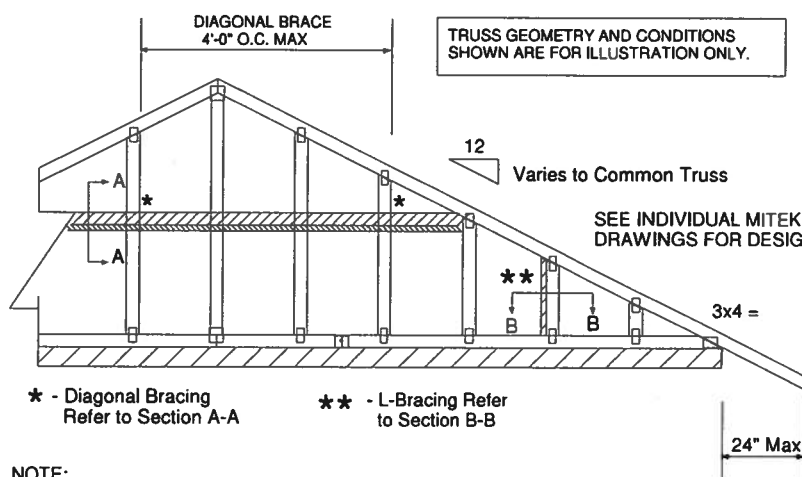 DIAGONAL BRACE
4'-0" O.C. MAX
TRUSS GEOMETRY AND CONDITIONS
SHOWN ARE FOR ILLUSTRATION ONLY.
12
Varies to Common Truss
A
*
*
SEE INDIVIDUAL MITEK
DRAWINGS FOR DESIG
A
**
B
B
3x4 =
* - Diagonal Bracing
Refer to Section A-A
** - L-Bracing Refer
to Section B-B
24" Max
NOTE: